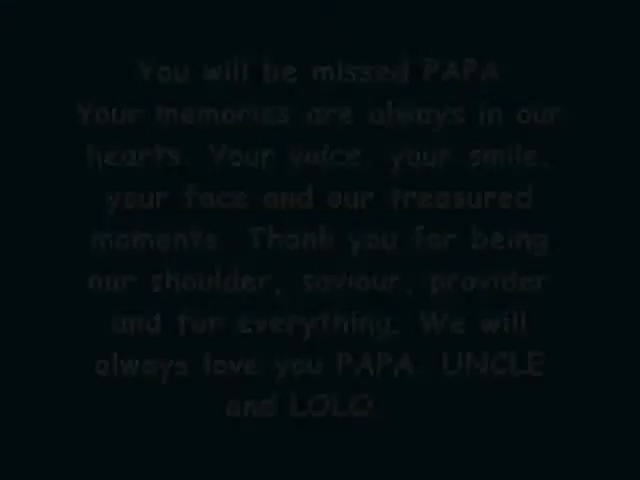 You will be missed PAPA
Your memories are always in our
hearts. Your voice, your smile,
your face and our treasured
moments. Thank you for being
our shoulder, saviour, provider
and for everything. We will
always love you PAPA, UNCLE
and LOLO.